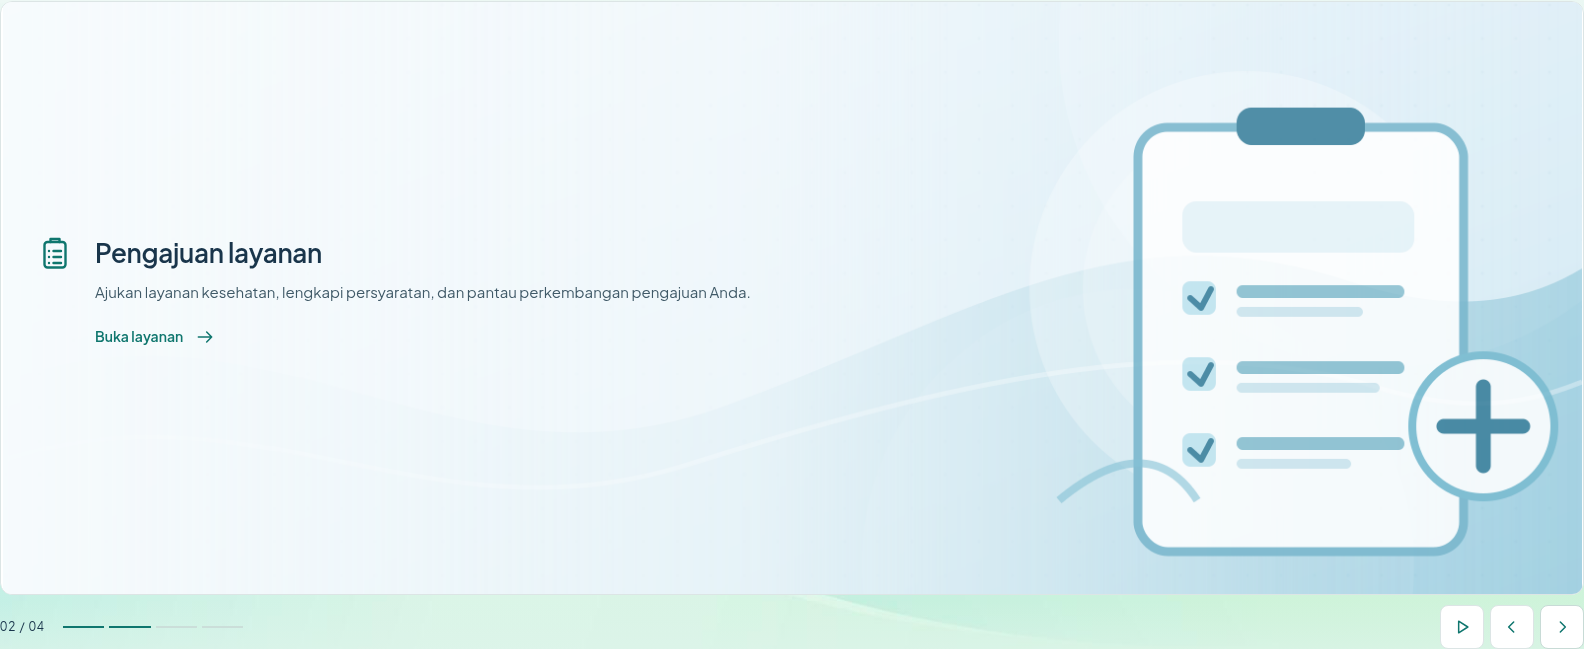 Pengajuan layanan
Ajukan layanan kesehatan, lengkapi persyaratan, dan pantau perkembangan pengajuan Anda.
Buka layanan
02 / 04